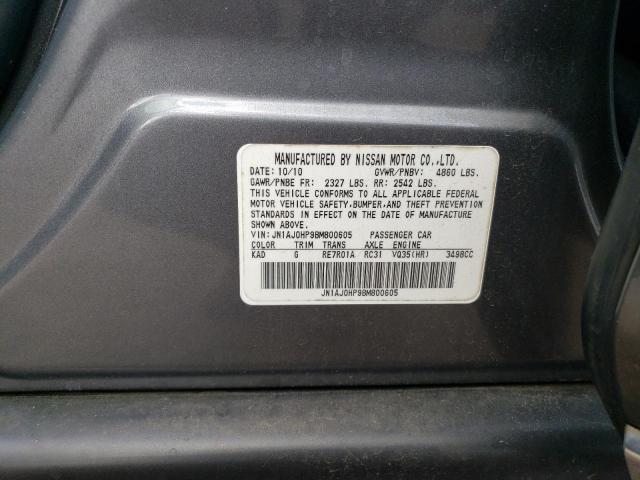 MANUFACTURED BY NISSAN MOTOR CO.,LTD.
DATE: 10/10 GVWR/PNBV: 4860 LBS.
GAWR/PNBE FR: 2327 LBS. RR: 2542 LBS.
THIS VEHICLE CONFORMS TO ALL APPLICABLE FEDERAL
MOTOR VEHICLE SAFETY,BUMPER,AND THEFT PREVENTION
STANDARDS IN EFFECT ON THE DATE OF MANUFACTURE
SHOWN ABOVE.
VIN: JN1AJ0HP9BM800605 PASSENGER CAR
COLOR TRIM TRANS AXLE ENGINE
KAD G RE7R01A RC31 VQ35(HR) 3498CC
JN1AJ0HP9BM800605